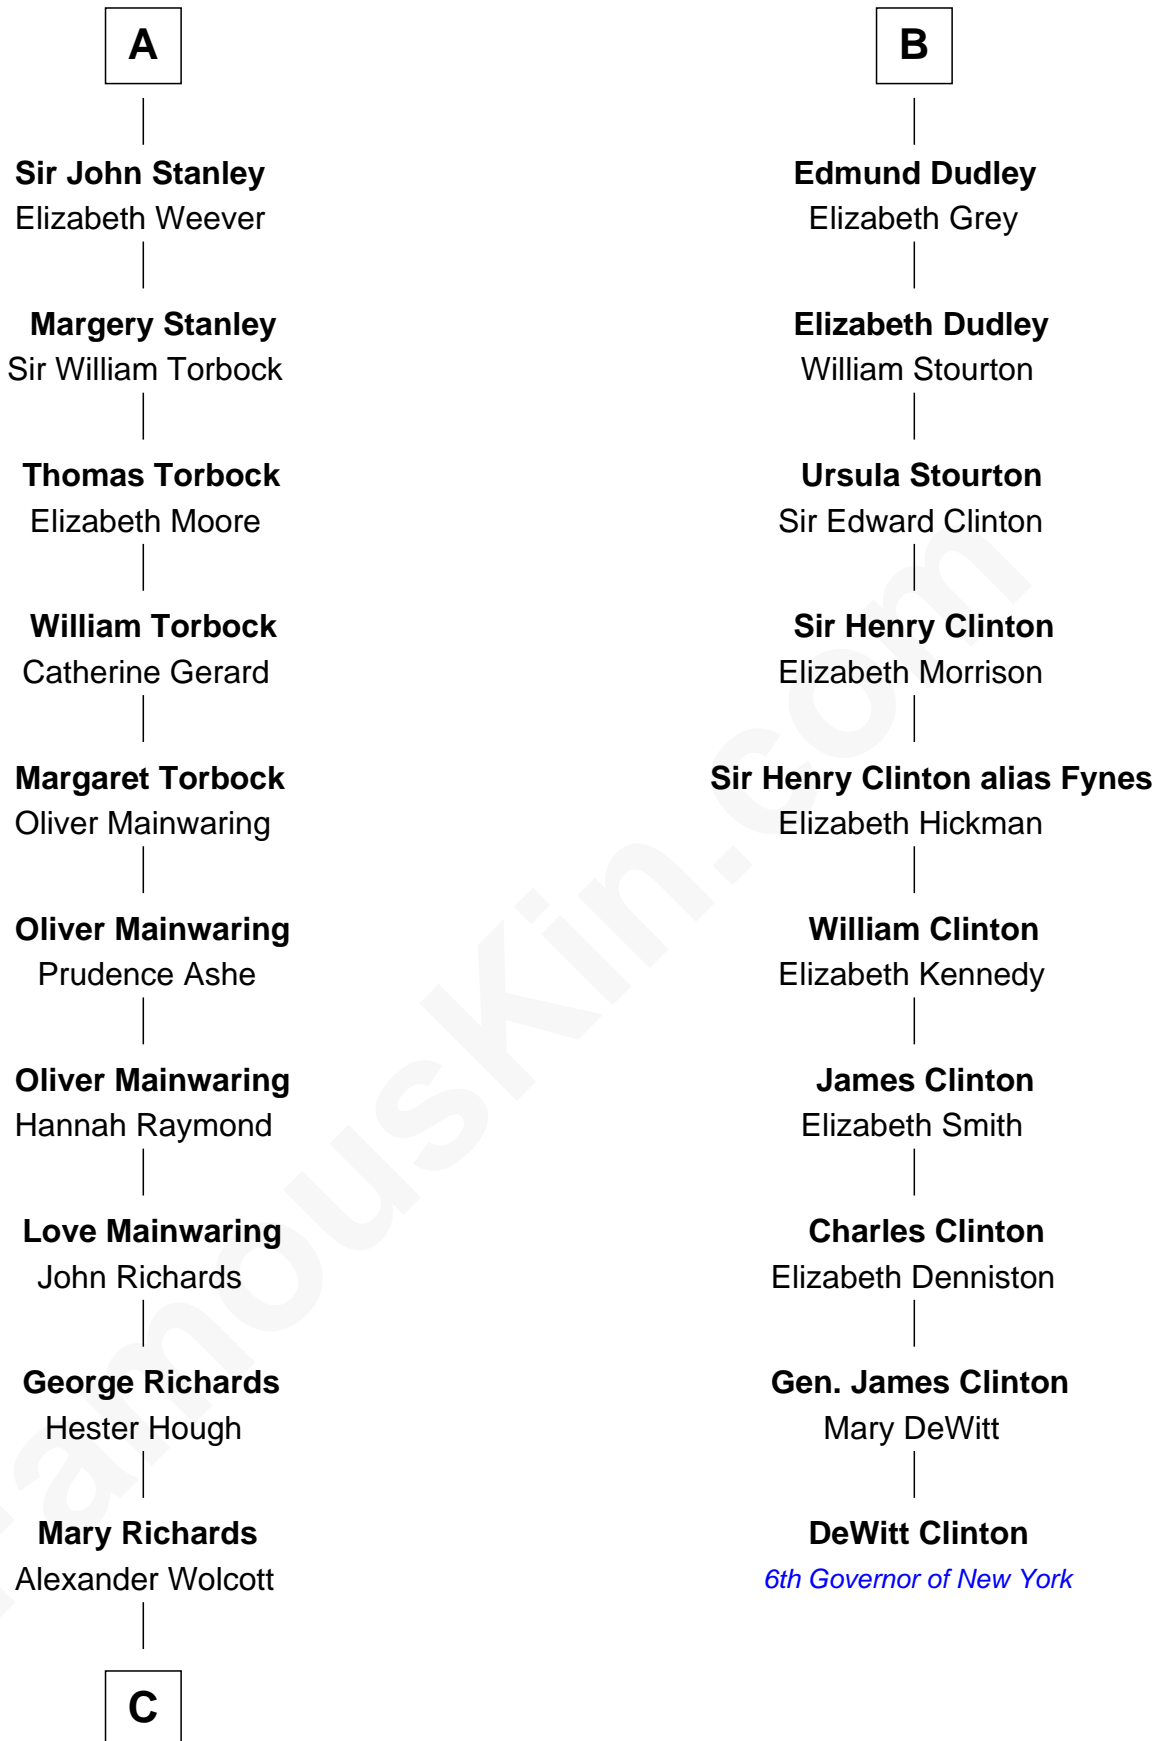 A
Sir John Stanley
Elizabeth Weever
Margery Stanley
Sir William Torbock
Thomas Torbock
Elizabeth Moore
William Torbock
Catherine Gerard
Margaret Torbock
Oliver Mainwaring
Oliver Mainwaring
Prudence Ashe
Oliver Mainwaring
Hannah Raymond
Love Mainwaring
John Richards
George Richards
Hester Hough
Mary Richards
Alexander Wolcott
C
B
Edmund Dudley
Elizabeth Grey
Elizabeth Dudley
William Stourton
Ursula Stourton
Sir Edward Clinton
Sir Henry Clinton
Elizabeth Morrison
Sir Henry Clinton alias Fynes
Elizabeth Hickman
William Clinton
Elizabeth Kennedy
James Clinton
Elizabeth Smith
Charles Clinton
Elizabeth Denniston
Gen. James Clinton
Mary DeWitt
DeWitt Clinton
6th Governor of New York
FamousKin.com